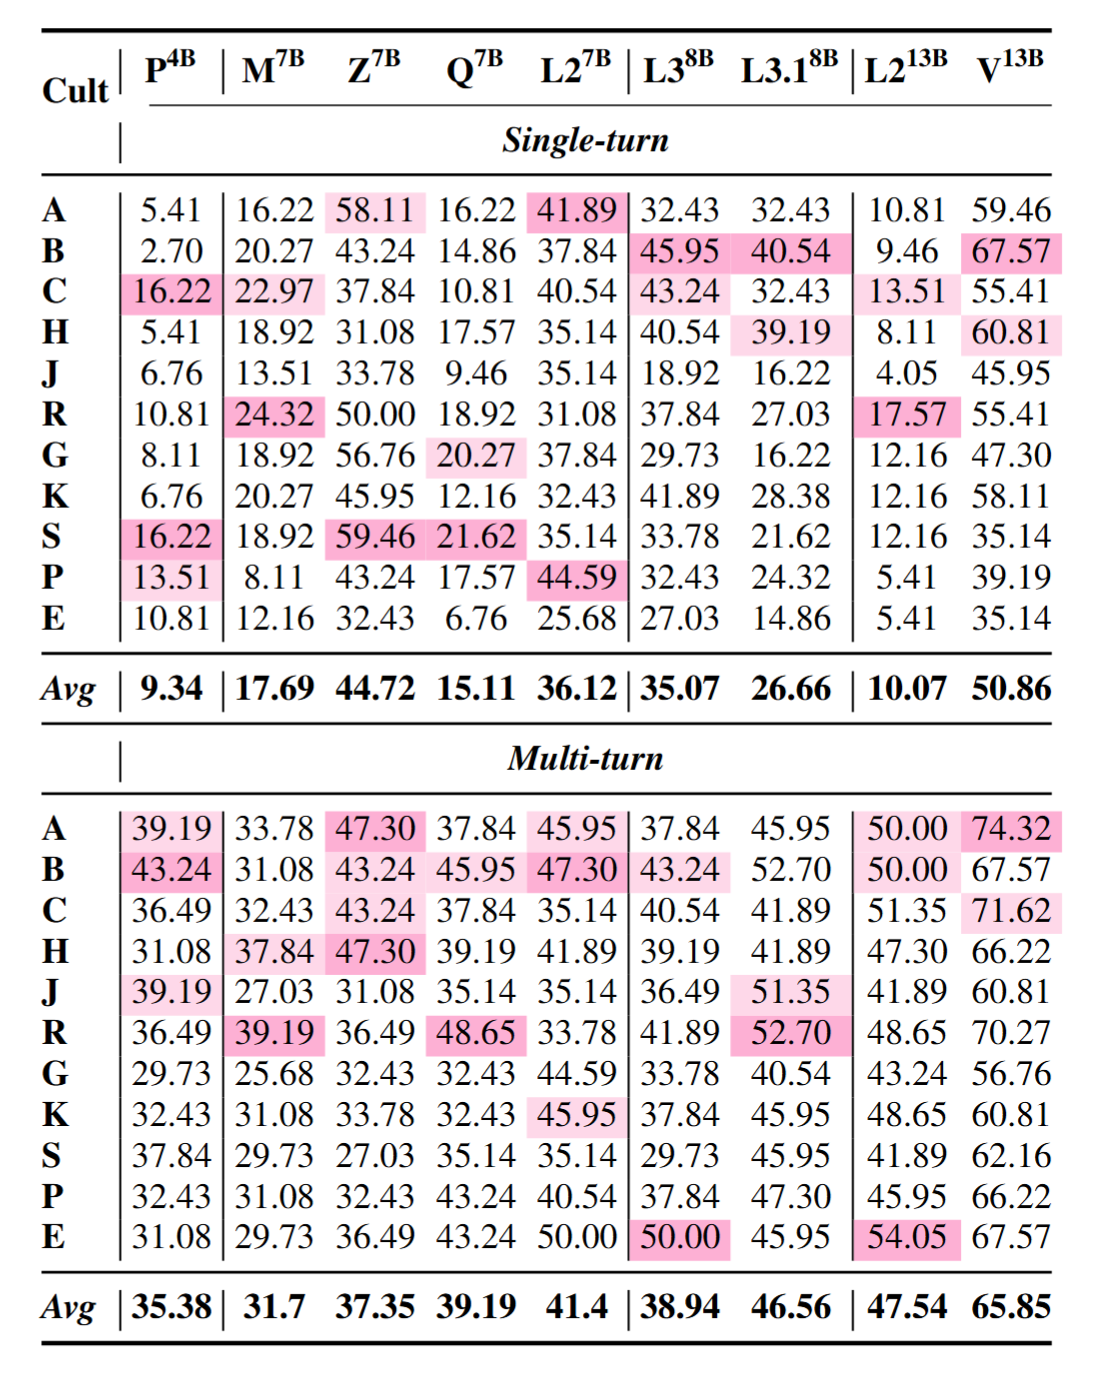 Cult P4B M7B Z7B Q7B L27B L38B L3.18B L213B V13B
Single-turn
A 5.41 16.22 58.11 16.22 41.89 32.43 32.43 10.81 59.46
B 2.70 20.27 43.24 14.86 37.84 45.95 40.54 9.46 67.57
C 16.22 22.97 37.84 10.81 40.54 43.24 32.43 13.51 55.41
H 5.41 18.92 31.08 17.57 35.14 40.54 39.19 8.11 60.81
J 6.76 13.51 33.78 9.46 35.14 18.92 16.22 4.05 45.95
R 10.81 24.32 50.00 18.92 31.08 37.84 27.03 17.57 55.41
G 8.11 18.92 56.76 20.27 37.84 29.73 16.22 12.16 47.30
K 6.76 20.27 45.95 12.16 32.43 41.89 28.38 12.16 58.11
S 16.22 18.92 59.46 21.62 35.14 33.78 21.62 12.16 35.14
P 13.51 8.11 43.24 17.57 44.59 32.43 24.32 5.41 39.19
E 10.81 12.16 32.43 6.76 25.68 27.03 14.86 5.41 35.14
Avg 9.34 17.69 44.72 15.11 36.12 35.07 26.66 10.07 50.86
Multi-turn
A 39.19 33.78 47.30 37.84 45.95 37.84 45.95 50.00 74.32
B 43.24 31.08 43.24 45.95 47.30 43.24 52.70 50.00 67.57
C 36.49 32.43 43.24 37.84 35.14 40.54 41.89 51.35 71.62
H 31.08 37.84 47.30 39.19 41.89 39.19 41.89 47.30 66.22
J 39.19 27.03 31.08 35.14 35.14 36.49 51.35 41.89 60.81
R 36.49 39.19 36.49 48.65 33.78 41.89 52.70 48.65 70.27
G 29.73 25.68 32.43 32.43 44.59 33.78 40.54 43.24 56.76
K 32.43 31.08 33.78 32.43 45.95 37.84 45.95 48.65 60.81
S 37.84 29.73 27.03 35.14 35.14 29.73 45.95 41.89 62.16
P 32.43 31.08 32.43 43.24 40.54 37.84 47.30 45.95 66.22
E 31.08 29.73 36.49 43.24 50.00 50.00 45.95 54.05 67.57
Avg 35.38 31.7 37.35 39.19 41.4 38.94 46.56 47.54 65.85